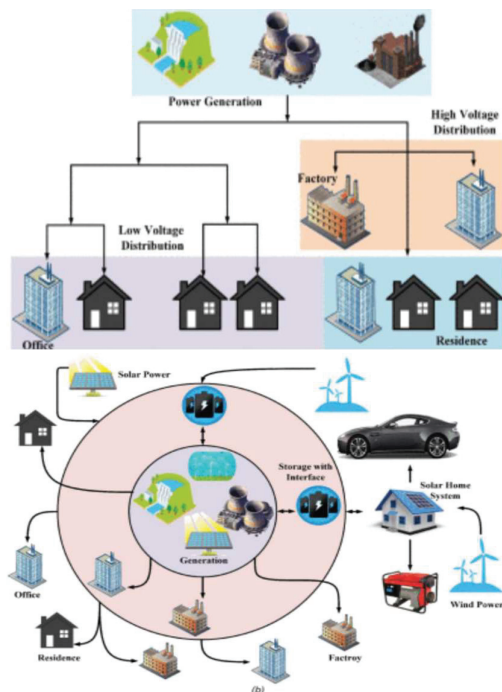 Power Generation
High Voltage
Distribution
Factory
Low Voltage
Distribution
Office
Residence
Solar Power
Storage with
Interface
Solar Home
System
Generation
Office
Wind Power
Residence
Factroy
(b)